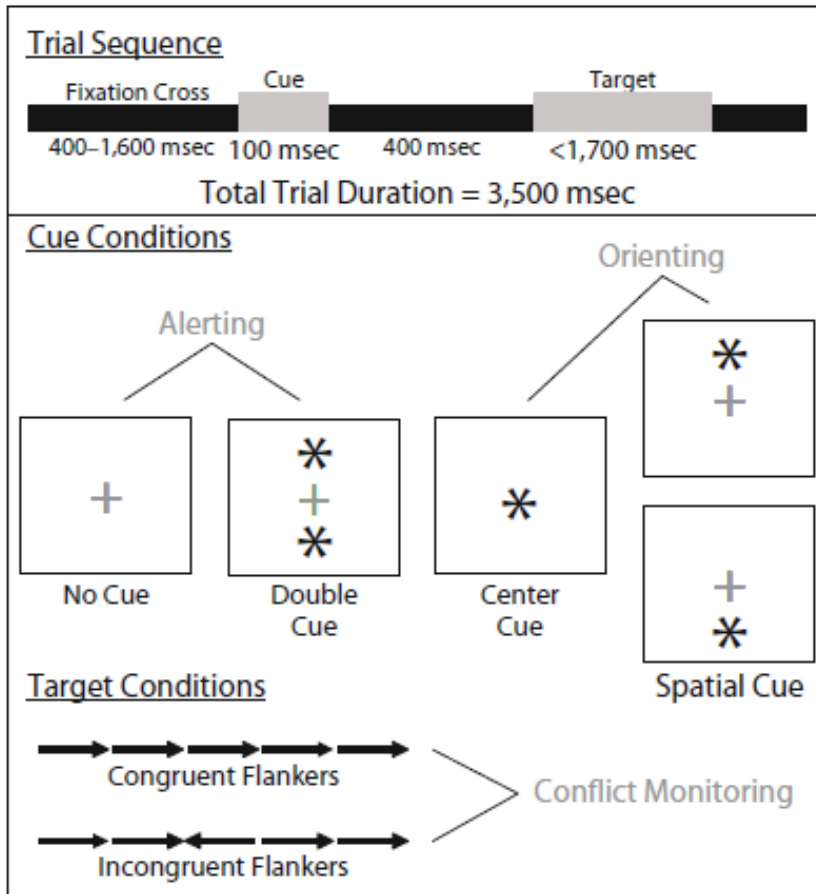 Trial Sequence
Fixation Cross
Cue
Target
400–1,600 msec
100 msec
400 msec
<1,700 msec
Total Trial Duration = 3,500 msec
Cue Conditions
Orienting
Alerting
No Cue
Double
Cue
Center
Cue
Spatial Cue
Target Conditions
Congruent Flankers
Conflict Monitoring
Incongruent Flankers